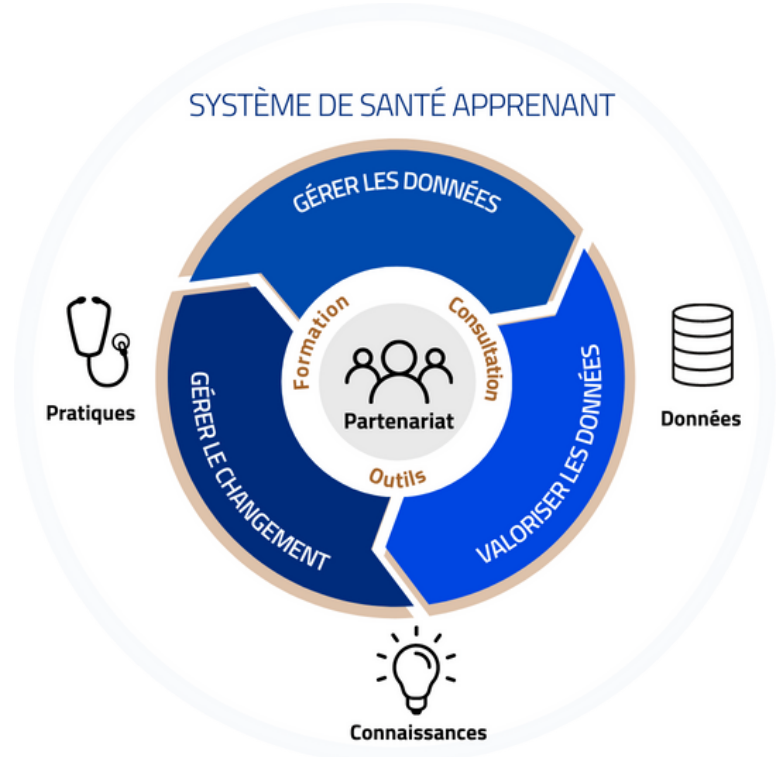 SYSTÈME DE SANTÉ APPRENANT
GÉRER LES DONNÉES
Formation
Consultation
Partenariat
Outils
Pratiques
Données
GÉRER LE CHANGEMENT
VALORISER LES DONNÉES
Connaissances